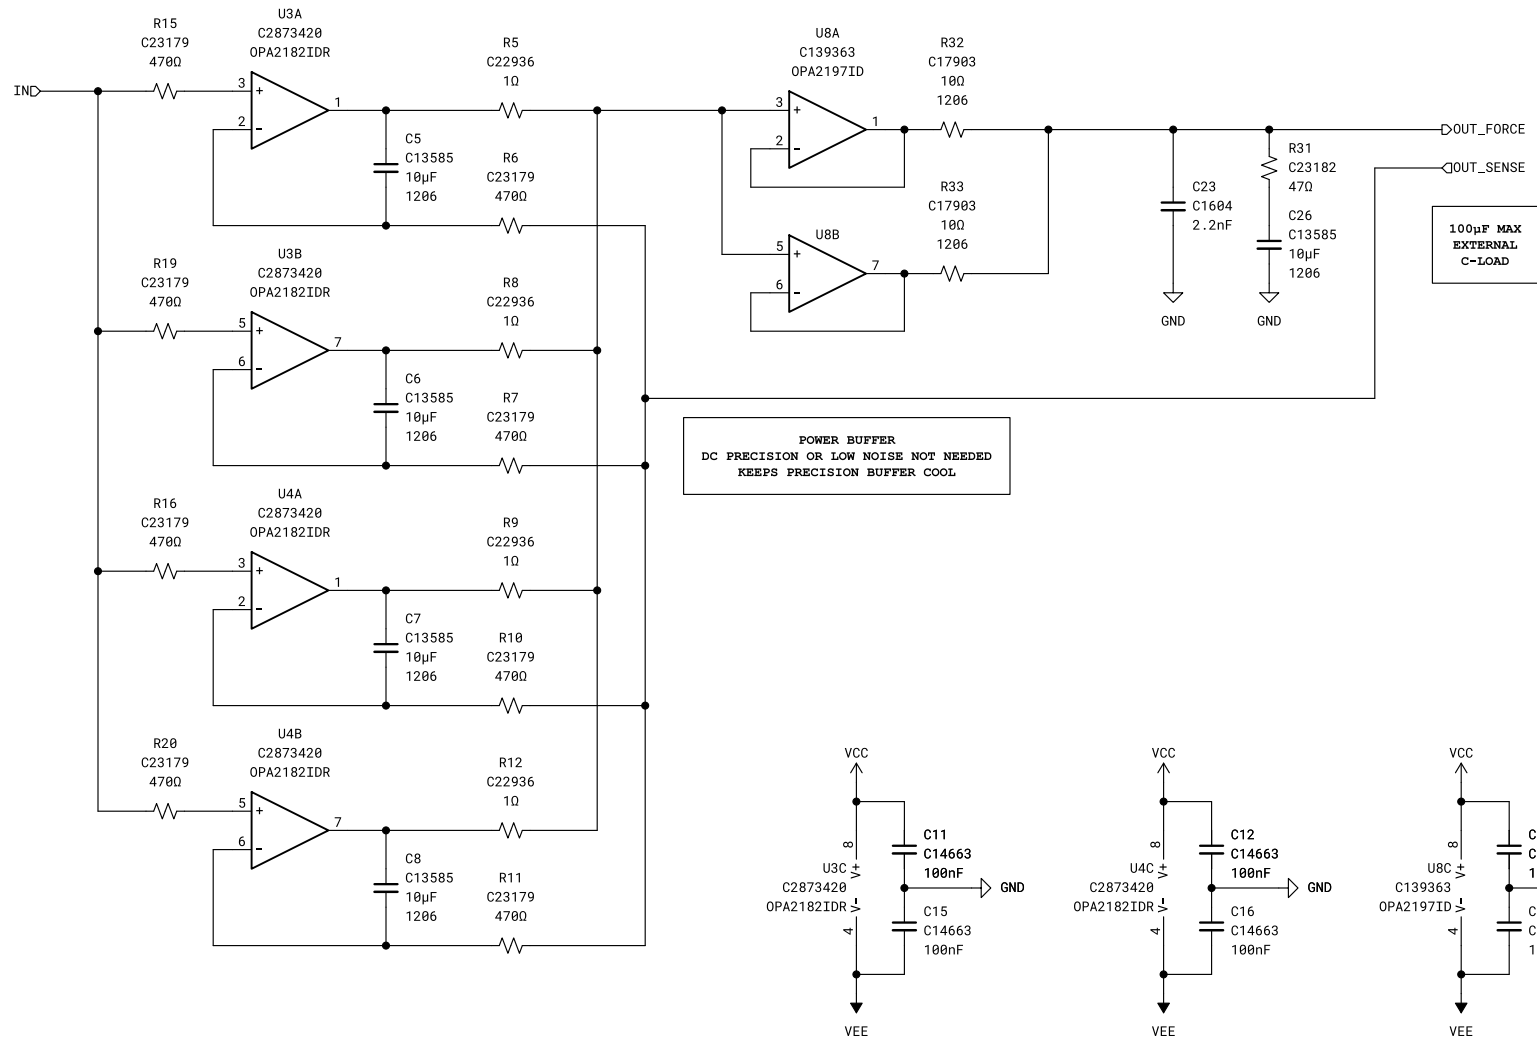 IN
R15
C23179
470Ω
U3A
C2873420
OPA2182IDR
3
+
2
-
1
C5
C13585
10µF
1206
R5
C22936
1Ω
R6
C23179
470Ω
R19
C23179
470Ω
U3B
C2873420
OPA2182IDR
5
+
6
-
7
C6
C13585
10µF
1206
R8
C22936
1Ω
R7
C23179
470Ω
R16
C23179
470Ω
U4A
C2873420
OPA2182IDR
3
+
2
-
1
C7
C13585
10µF
1206
R9
C22936
1Ω
R10
C23179
470Ω
R20
C23179
470Ω
U4B
C2873420
OPA2182IDR
5
+
6
-
7
C8
C13585
10µF
1206
R12
C22936
1Ω
R11
C23179
470Ω
U8A
C139363
OPA2197ID
3
+
2
-
1
R32
C17903
10Ω
1206
U8B
5
+
6
-
7
R33
C17903
10Ω
1206
C23
C1604
2.2nF
GND
R31
C23182
47Ω
C26
C13585
10µF
1206
GND
OUT_FORCE
OUT_SENSE
100µF MAX
EXTERNAL
C-LOAD
POWER BUFFER
DC PRECISION OR LOW NOISE NOT NEEDED
KEEPS PRECISION BUFFER COOL
VCC
8
V+
U3C
C2873420
OPA2182IDR
V-
4
VEE
C11
C14663
100nF
GND
C15
C14663
100nF
VCC
8
V+
U4C
C2873420
OPA2182IDR
V-
4
VEE
C12
C14663
100nF
GND
C16
C14663
100nF
VCC
8
V+
U8C
C139363
OPA2197ID
V-
4
VEE
C
C
1
C
C
1